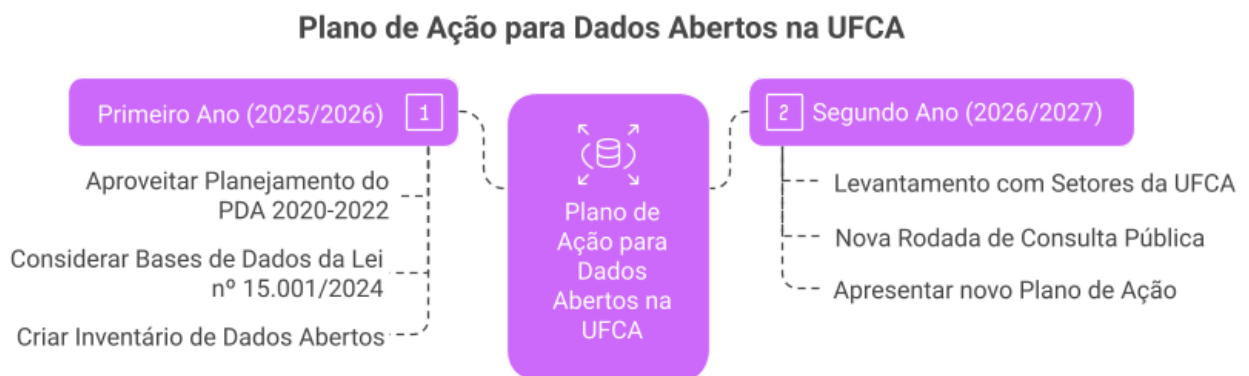 Plano de Ação para Dados Abertos na UFCA
Primeiro Ano (2025/2026) 1
Aproveitar Planejamento do
PDA 2020-2022
Considerar Bases de Dados da Lei
nº 15.001/2024
Criar Inventário de Dados Abertos
Plano de
Ação para
Dados
Abertos na
UFCA
2 Segundo Ano (2026/2027)
Levantamento com Setores da UFCA
Nova Rodada de Consulta Pública
Apresentar novo Plano de Ação